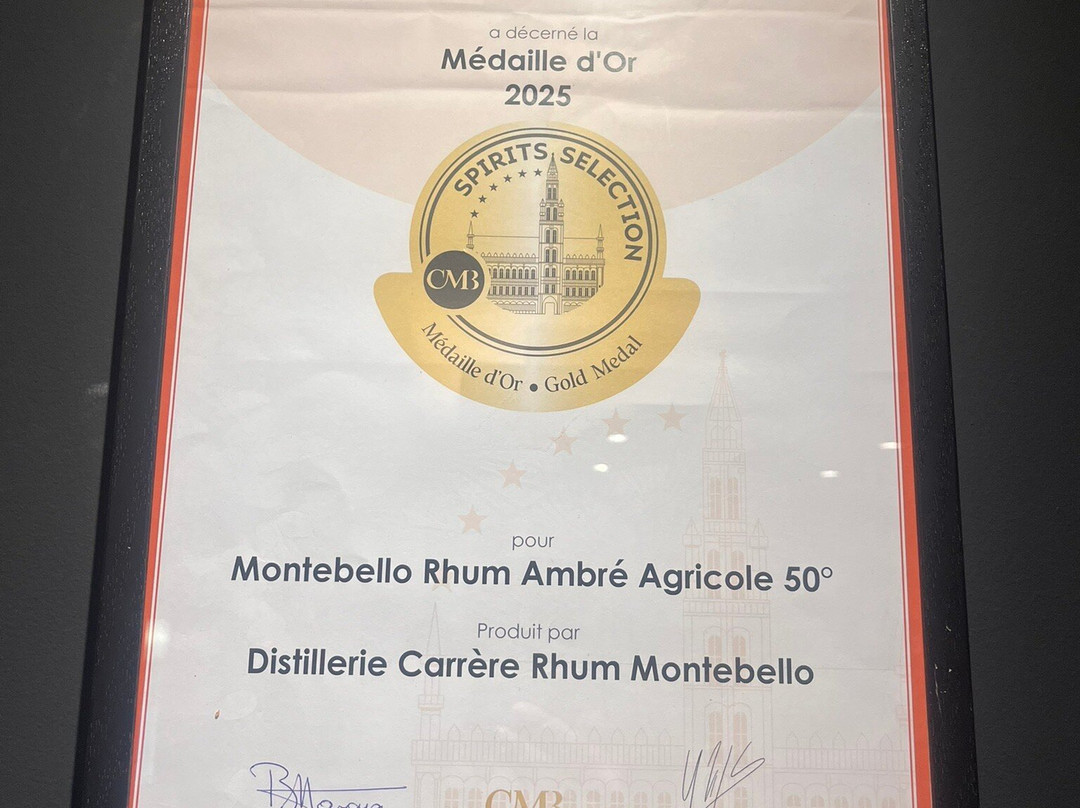 a décerné la
Médaille d'Or
2025
SPIRITS SELECTION
CMB
Médaille d'Or • Gold Medal
pour
Montebello Rhum Ambré Agricole 50°
Produit par
Distillerie Carrère Rhum Montebello
CMB